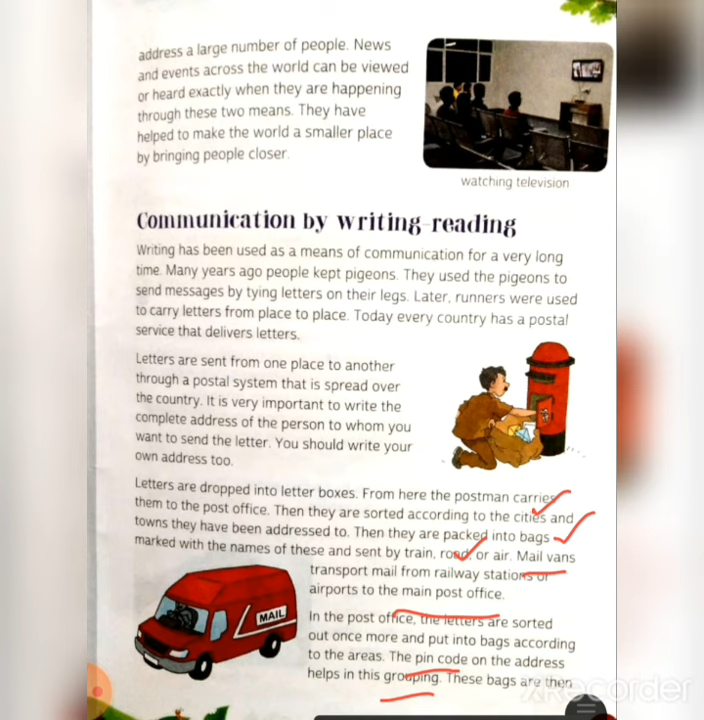 address a large number of people. News
and events across the world can be viewed
or heard exactly when they are happening
through these two means. They have
helped to make the world a smaller place
by bringing people closer.
watching television
Communication by writing-reading
Writing has been used as a means of communication for a very long
time. Many years ago people kept pigeons. They used the pigeons to
send messages by tying letters on their legs. Later, runners were used
to carry letters from place to place. Today every country has a postal
service that delivers letters.
Letters are sent from one place to another
through a postal system that is spread over
the country. It is very important to write the
complete address of the person to whom you
want to send the letter. You should write your
own address too.
Letters are dropped into letter boxes. From here the postman carries
them to the post office. Then they are sorted according to the cities and
towns they have been addressed to. Then they are packed into bags
marked with the names of these and sent by train, road, or air. Mail vans
transport mail from railway stations or
airports to the main post office.
MAIL
In the post office, the letters are sorted
out once more and put into bags according
to the areas. The pin code on the address
helps in this grouping. These bags are then
XRecorder